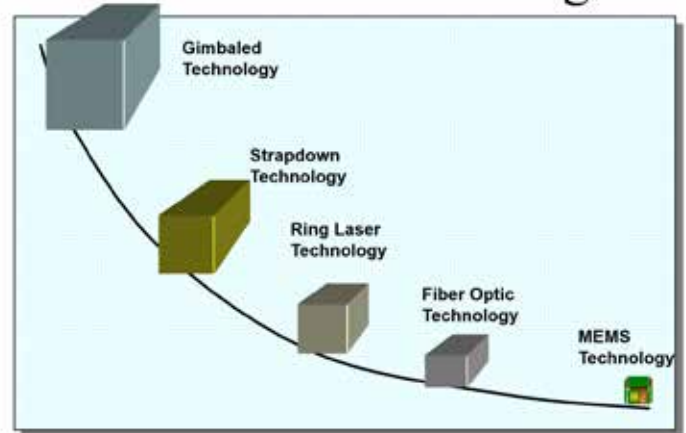 Gimbaled
Technology
Strapdown
Technology
Ring Laser
Technology
Fiber Optic
Technology
MEMS
Technology